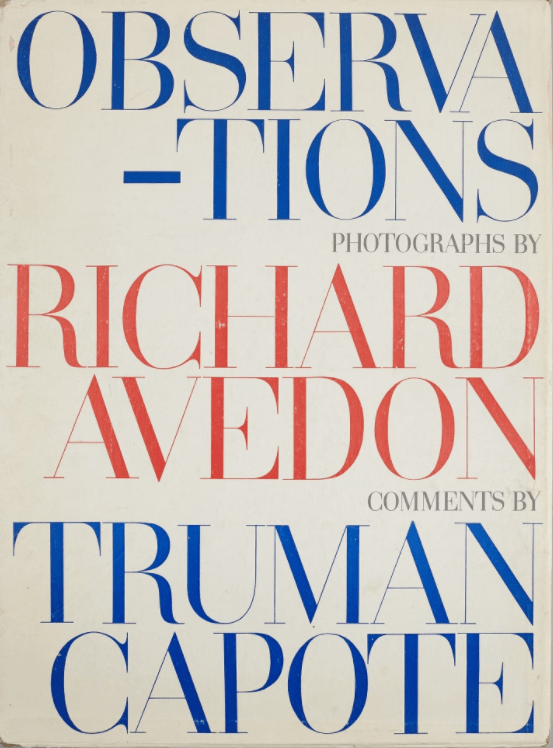 OBSERVA
-TIONS
PHOTOGRAPHS BY
RICHARD
AVEDON
COMMENTS BY
TRUMAN
CAPOTE